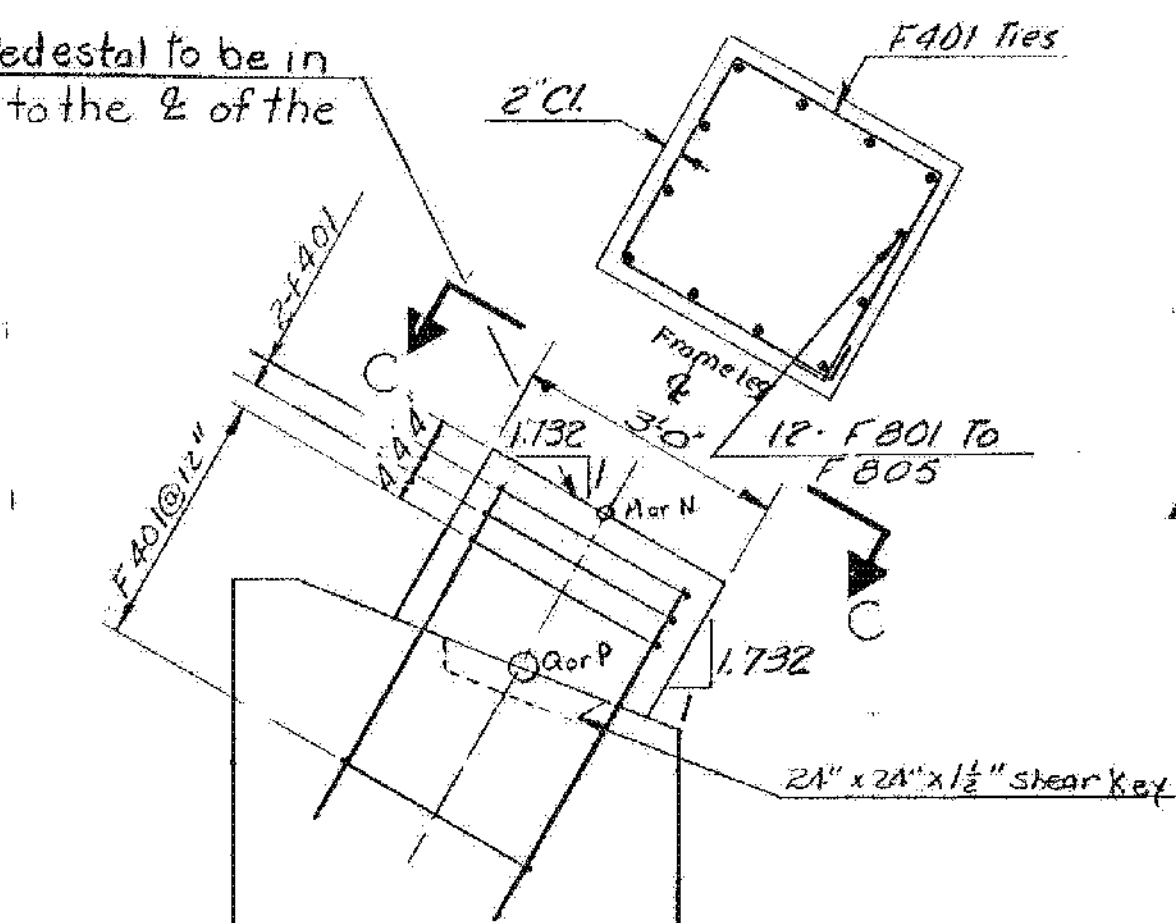 Pedestal to be in
to the ℄ of the
2" Cl.
F401 Ties
2-F401
C
Frame leg
℄
3'-0"
12- F801 To
F805
4" 4" 4"
1.732
1
M or N
F401@12"
C
Q or P
1.732
1
24" x 24" x 1½" shear key